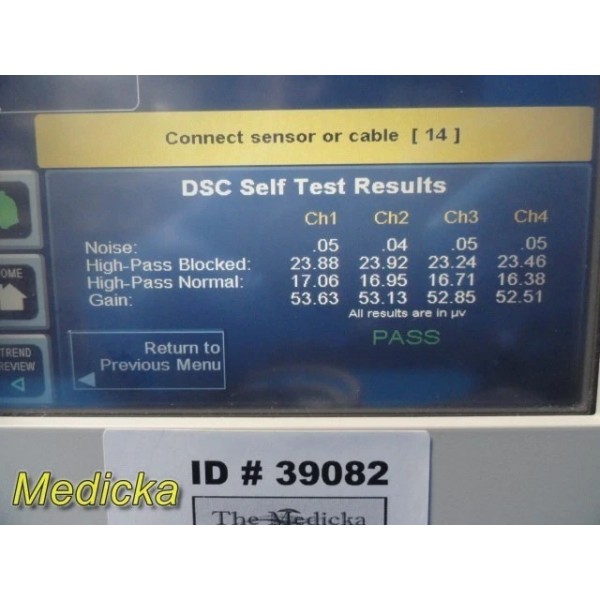 Connect sensor or cable [ 14 ]
DSC Self Test Results
Ch1 Ch2 Ch3 Ch4
Noise: .05 .04 .05 .05
High-Pass Blocked: 23.88 23.92 23.24 23.46
High-Pass Normal: 17.06 16.95 16.71 16.38
Gain: 53.63 53.13 52.85 52.51
All results are in µv
PASS
OME
TREND
REVIEW
Return to
Previous Menu
ID # 39082
Medicka
The Medicka